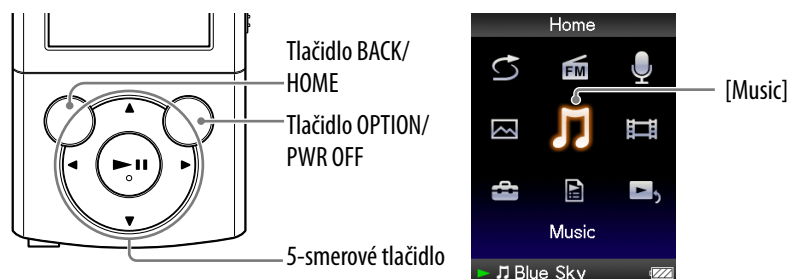 Tlačidlo BACK/
HOME
Tlačidlo OPTION/
PWR OFF
5-smerové tlačidlo
Home
FM
[Music]
Music
Blue Sky